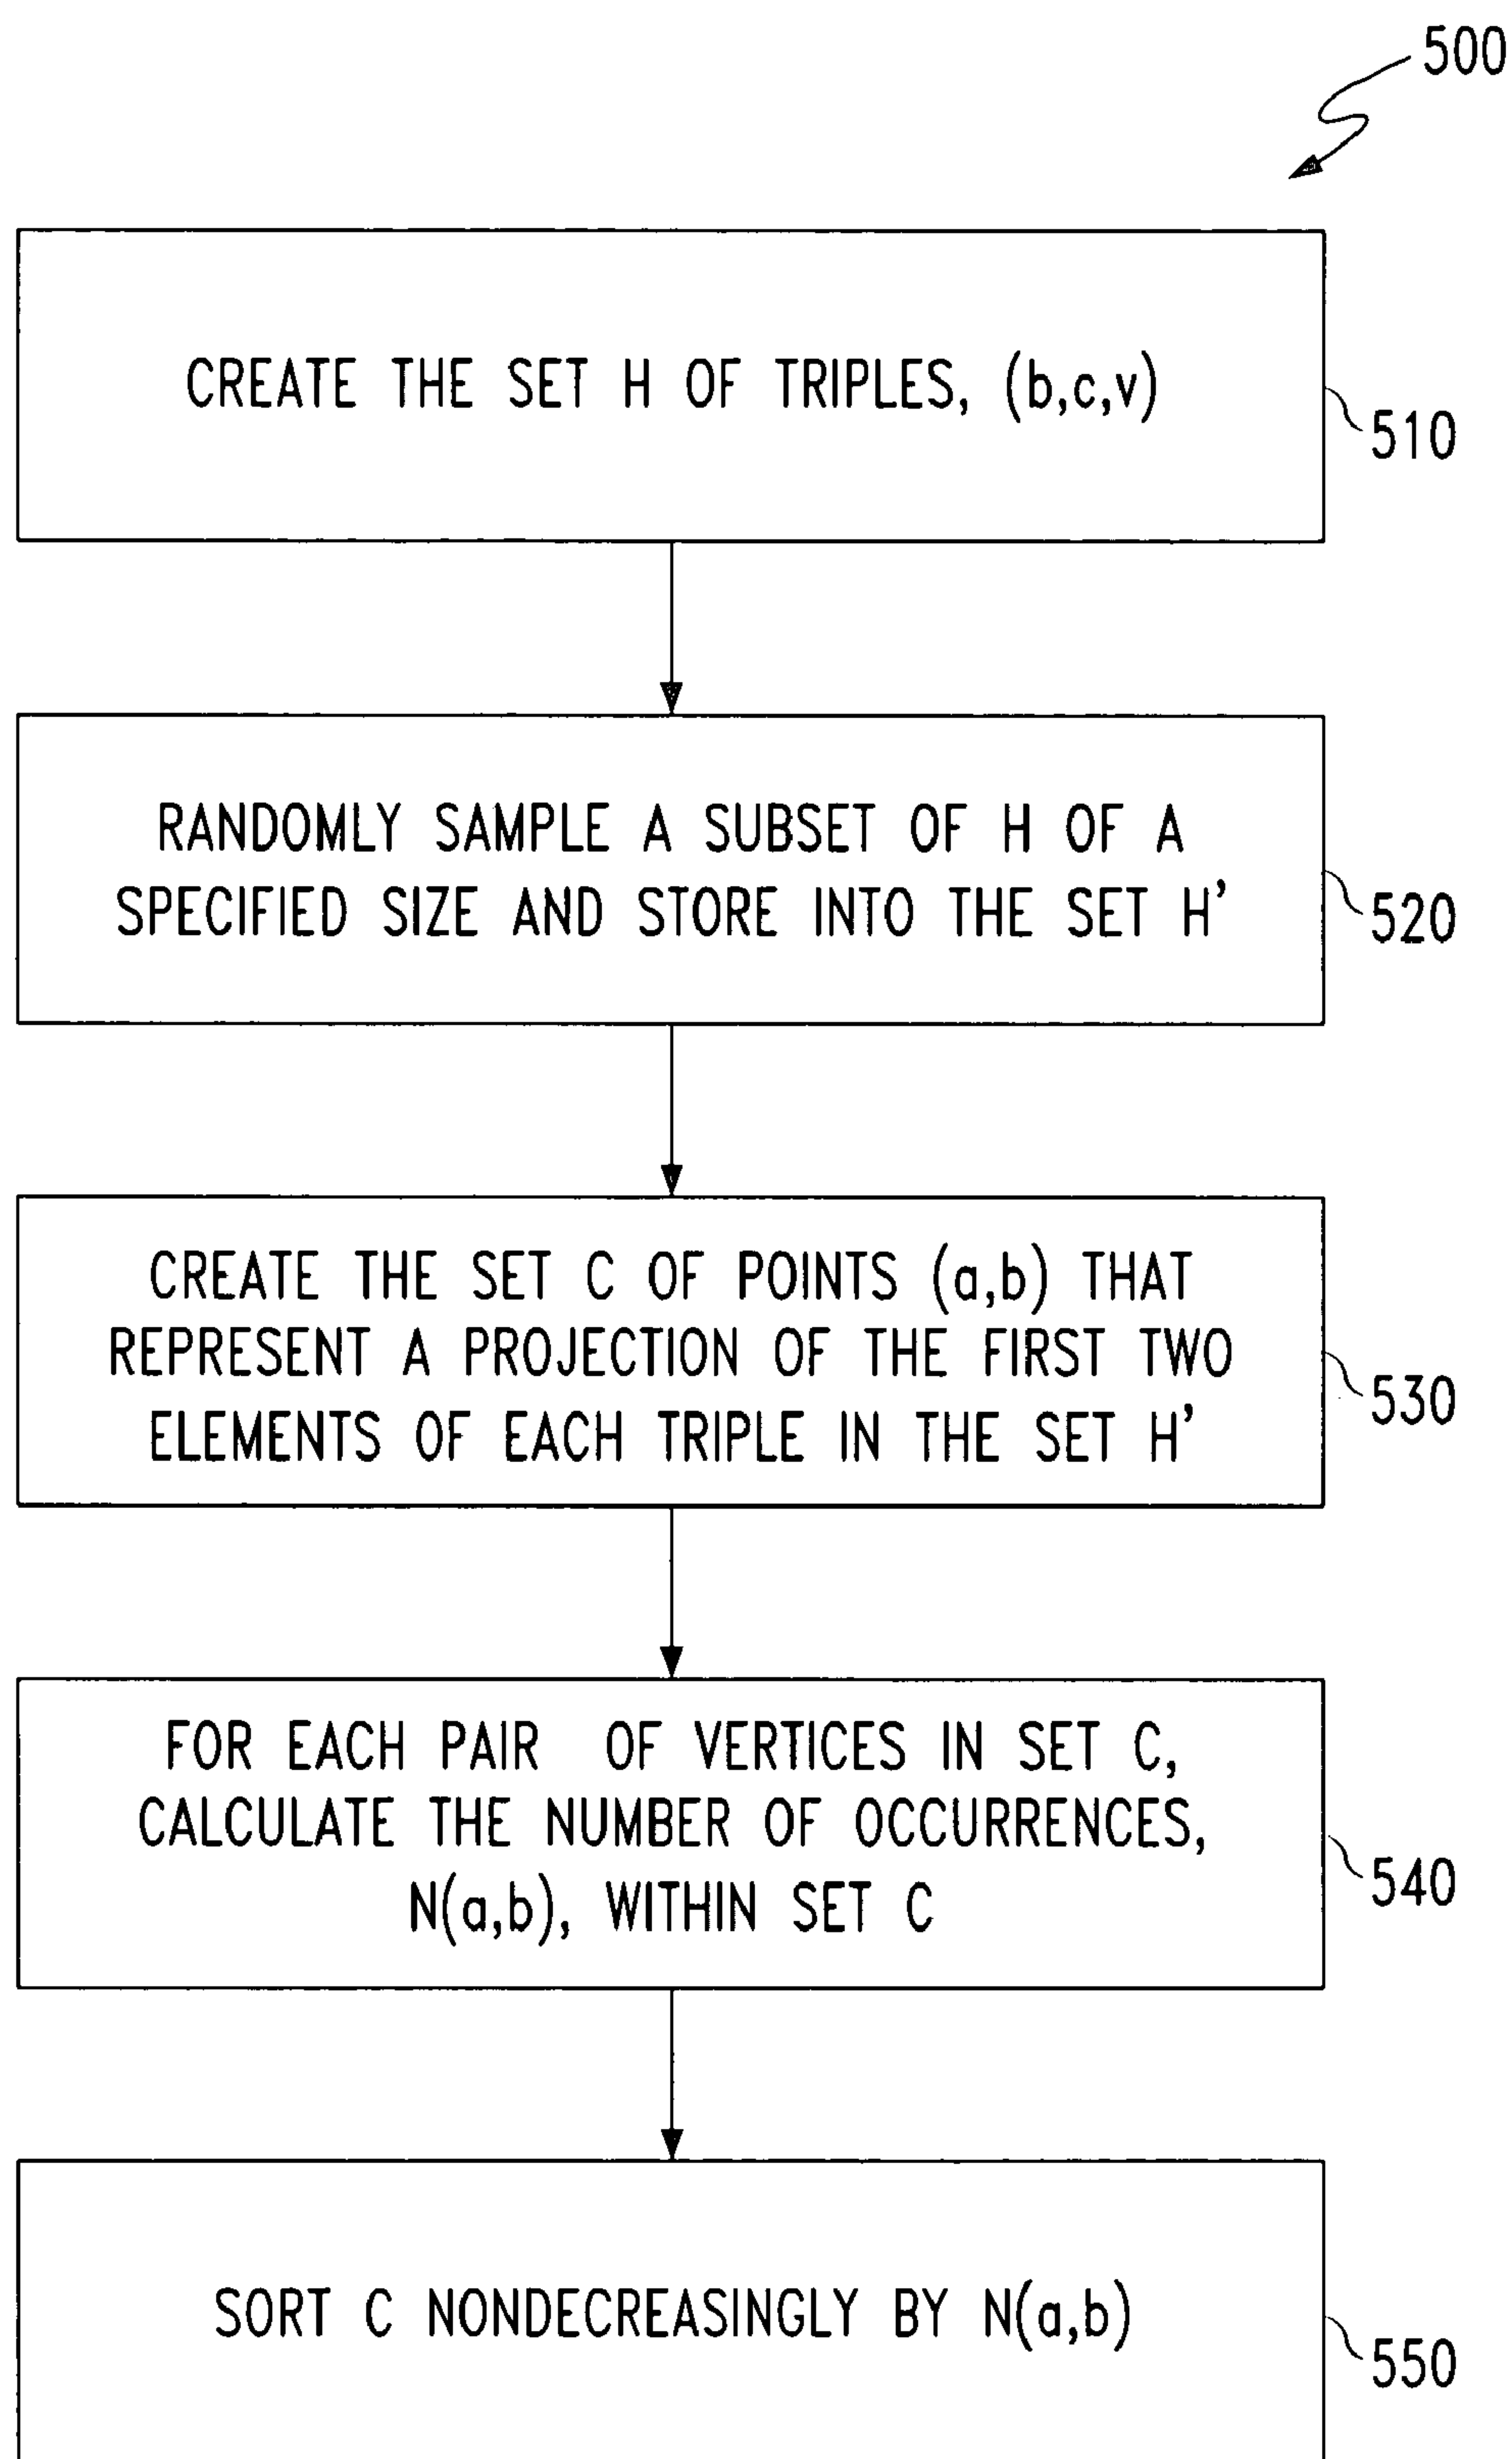 500
CREATE THE SET H OF TRIPLES, (b,c,v)
510
RANDOMLY SAMPLE A SUBSET OF H OF A
SPECIFIED SIZE AND STORE INTO THE SET H'
520
CREATE THE SET C OF POINTS (a,b) THAT
REPRESENT A PROJECTION OF THE FIRST TWO
ELEMENTS OF EACH TRIPLE IN THE SET H'
530
FOR EACH PAIR OF VERTICES IN SET C,
CALCULATE THE NUMBER OF OCCURRENCES,
N(a,b), WITHIN SET C
540
SORT C NONDECREASINGLY BY N(a,b)
550